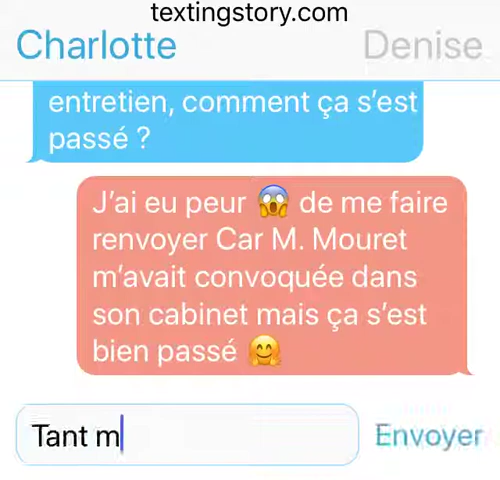 textingstory.com
Charlotte Denise
entretien, comment ça s’est
passé ?
J’ai eu peur 😱 de me faire
renvoyer Car M. Mouret
m’avait convoquée dans
son cabinet mais ça s’est
bien passé 🤗
Tant m
Envoyer